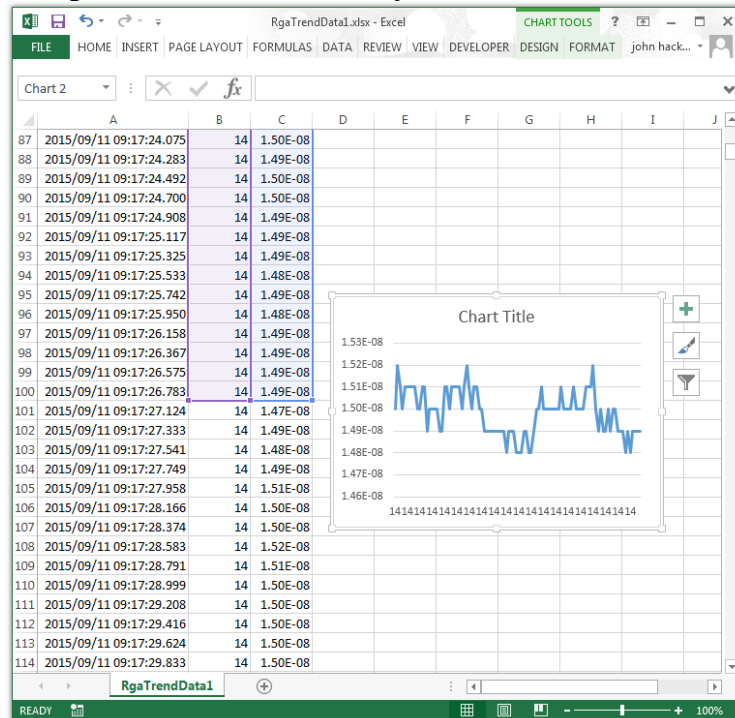 RgaTrendData1.xlsx - Excel CHART TOOLS ?
FILE HOME INSERT PAGE LAYOUT FORMULAS DATA REVIEW VIEW DEVELOPER DESIGN FORMAT john hack...
Chart 2 fx
A B C D E F G H I J
87 2015/09/11 09:17:24.075 14 1.50E-08
88 2015/09/11 09:17:24.283 14 1.49E-08
89 2015/09/11 09:17:24.492 14 1.50E-08
90 2015/09/11 09:17:24.700 14 1.50E-08
91 2015/09/11 09:17:24.908 14 1.49E-08
92 2015/09/11 09:17:25.117 14 1.49E-08
93 2015/09/11 09:17:25.325 14 1.49E-08
94 2015/09/11 09:17:25.533 14 1.48E-08
95 2015/09/11 09:17:25.742 14 1.49E-08
96 2015/09/11 09:17:25.950 14 1.48E-08
97 2015/09/11 09:17:26.158 14 1.49E-08
98 2015/09/11 09:17:26.367 14 1.49E-08
99 2015/09/11 09:17:26.575 14 1.49E-08
100 2015/09/11 09:17:26.783 14 1.49E-08
101 2015/09/11 09:17:27.124 14 1.47E-08
102 2015/09/11 09:17:27.333 14 1.49E-08
103 2015/09/11 09:17:27.541 14 1.48E-08
104 2015/09/11 09:17:27.749 14 1.49E-08
105 2015/09/11 09:17:27.958 14 1.51E-08
106 2015/09/11 09:17:28.166 14 1.50E-08
107 2015/09/11 09:17:28.374 14 1.50E-08
108 2015/09/11 09:17:28.583 14 1.52E-08
109 2015/09/11 09:17:28.791 14 1.51E-08
110 2015/09/11 09:17:28.999 14 1.50E-08
111 2015/09/11 09:17:29.208 14 1.50E-08
112 2015/09/11 09:17:29.416 14 1.50E-08
113 2015/09/11 09:17:29.624 14 1.50E-08
114 2015/09/11 09:17:29.833 14 1.50E-08
Chart Title
1.53E-08
1.52E-08
1.51E-08
1.50E-08
1.49E-08
1.48E-08
1.47E-08
1.46E-08
141414141414141414141414141414141414141414
RgaTrendData1
READY 100%